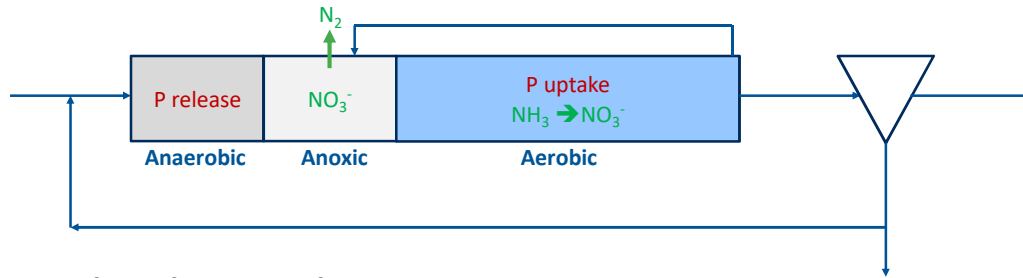 N₂
P release
NO₃⁻
P uptake
NH₃ ➔ NO₃⁻
Anaerobic
Anoxic
Aerobic